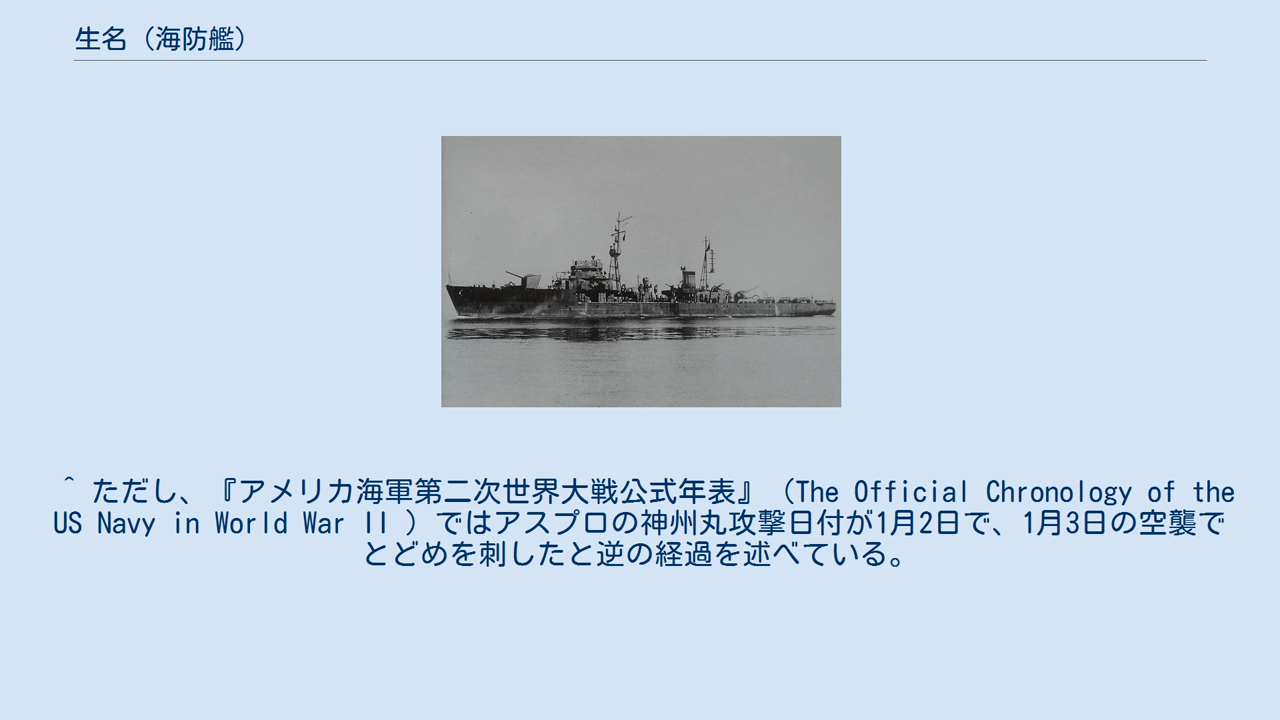 生名（海防艦）
^ ただし、『アメリカ海軍第二次世界大戦公式年表』（The Official Chronology of the
US Navy in World War II ）ではアスプロの神州丸攻撃日付が1月2日で、1月3日の空襲で
とどめを刺したと逆の経過を述べている。